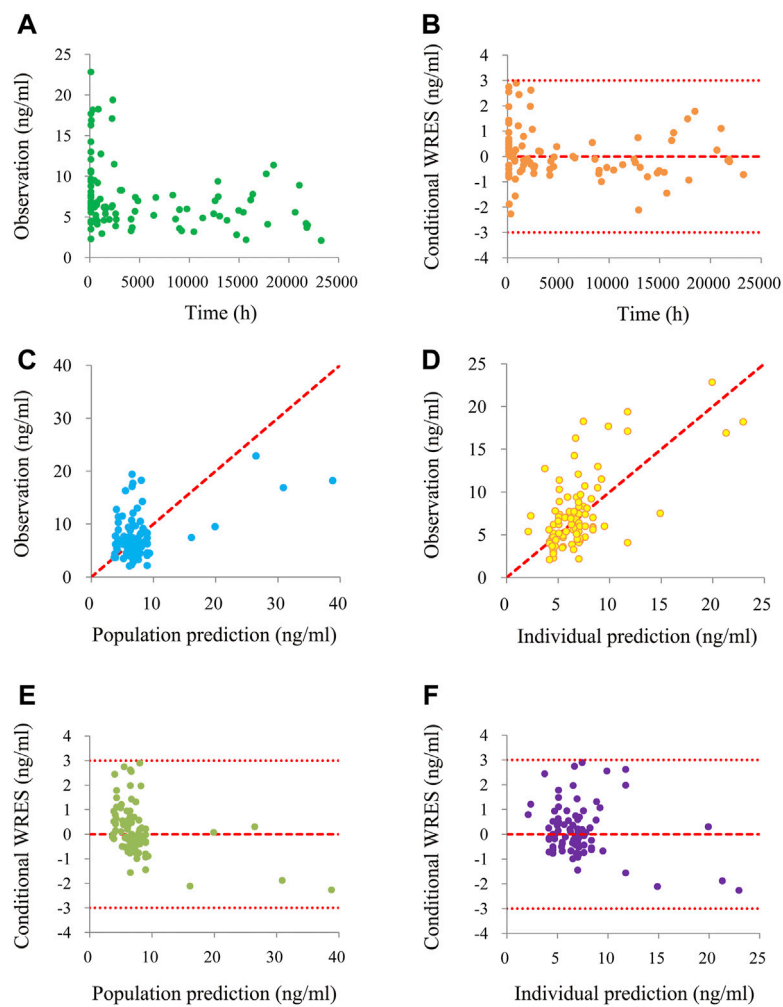 A
Observation (ng/ml)
25
20
15
10
5
0
0 5000 10000 15000 20000 25000
Time (h)
B
Conditional WRES (ng/ml)
4
3
2
1
0
-1
-2
-3
-4
0 5000 10000 15000 20000 25000
Time (h)
C
Observation (ng/ml)
40
30
20
10
0
0 10 20 30 40
Population prediction (ng/ml)
D
Observation (ng/ml)
25
20
15
10
5
0
0 5 10 15 20 25
Individual prediction (ng/ml)
E
Conditional WRES (ng/ml)
4
3
2
1
0
-1
-2
-3
-4
0 10 20 30 40
Population prediction (ng/ml)
F
Conditional WRES (ng/ml)
4
3
2
1
0
-1
-2
-3
-4
0 5 10 15 20 25
Individual prediction (ng/ml)